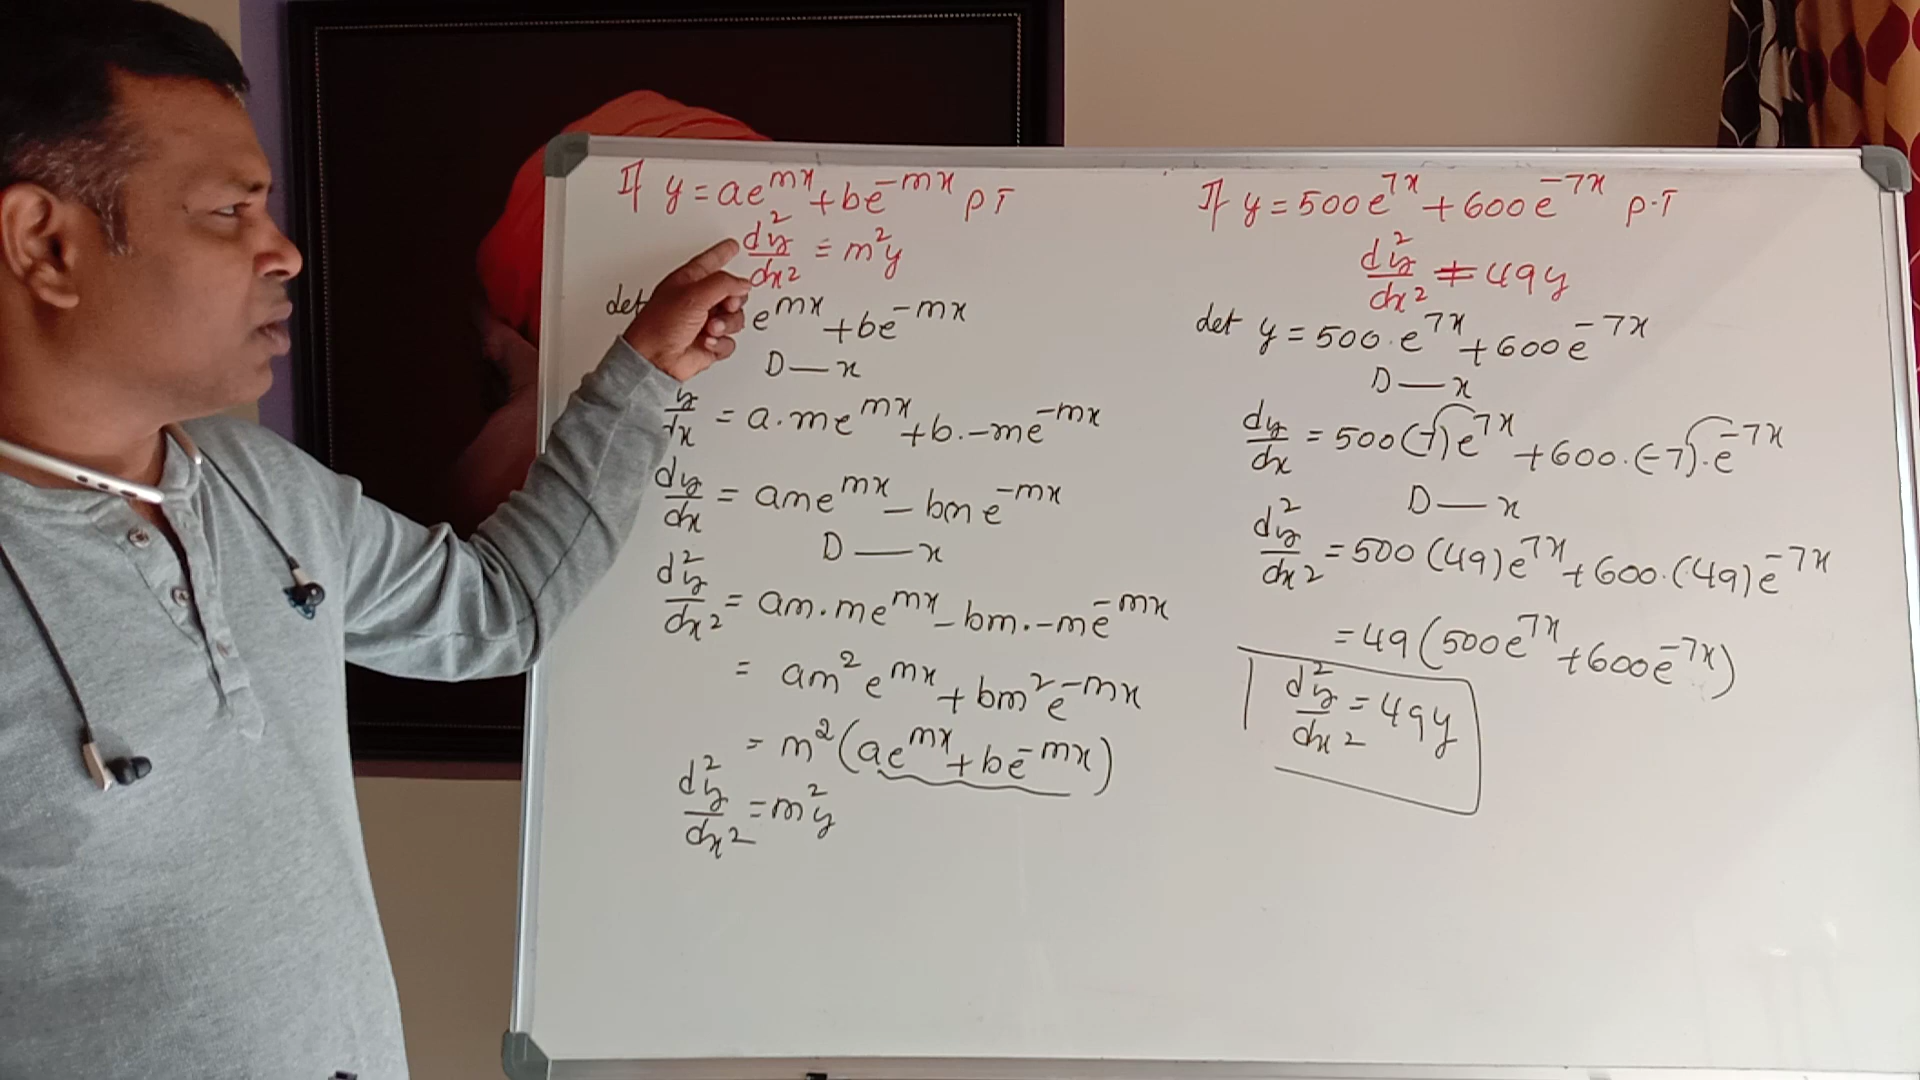 If y = ae^{mx} + be^{-mx} PT
d²y/dx² = m²y
let e^{mx} + be^{-mx}
D — x
y/dx = a·me^{mx} + b·-me^{-mx}
dy/dx = ame^{mx} - bme^{-mx}
D — x
d²y/dx² = am·me^{mx} - bm·-me^{-mx}
= am²e^{mx} + bm²e^{-mx}
= m²(ae^{mx} + be^{-mx})
d²y/dx² = m²y
If y = 500e^{7x} + 600e^{-7x} P.T
d²y/dx² = 49y
let y = 500·e^{7x} + 600e^{-7x}
D — x
dy/dx = 500(7)e^{7x} + 600·(-7)·e^{-7x}
D — x
d²y/dx² = 500(49)e^{7x} + 600·(49)e^{-7x}
= 49(500e^{7x} + 600e^{-7x})
d²y/dx² = 49y